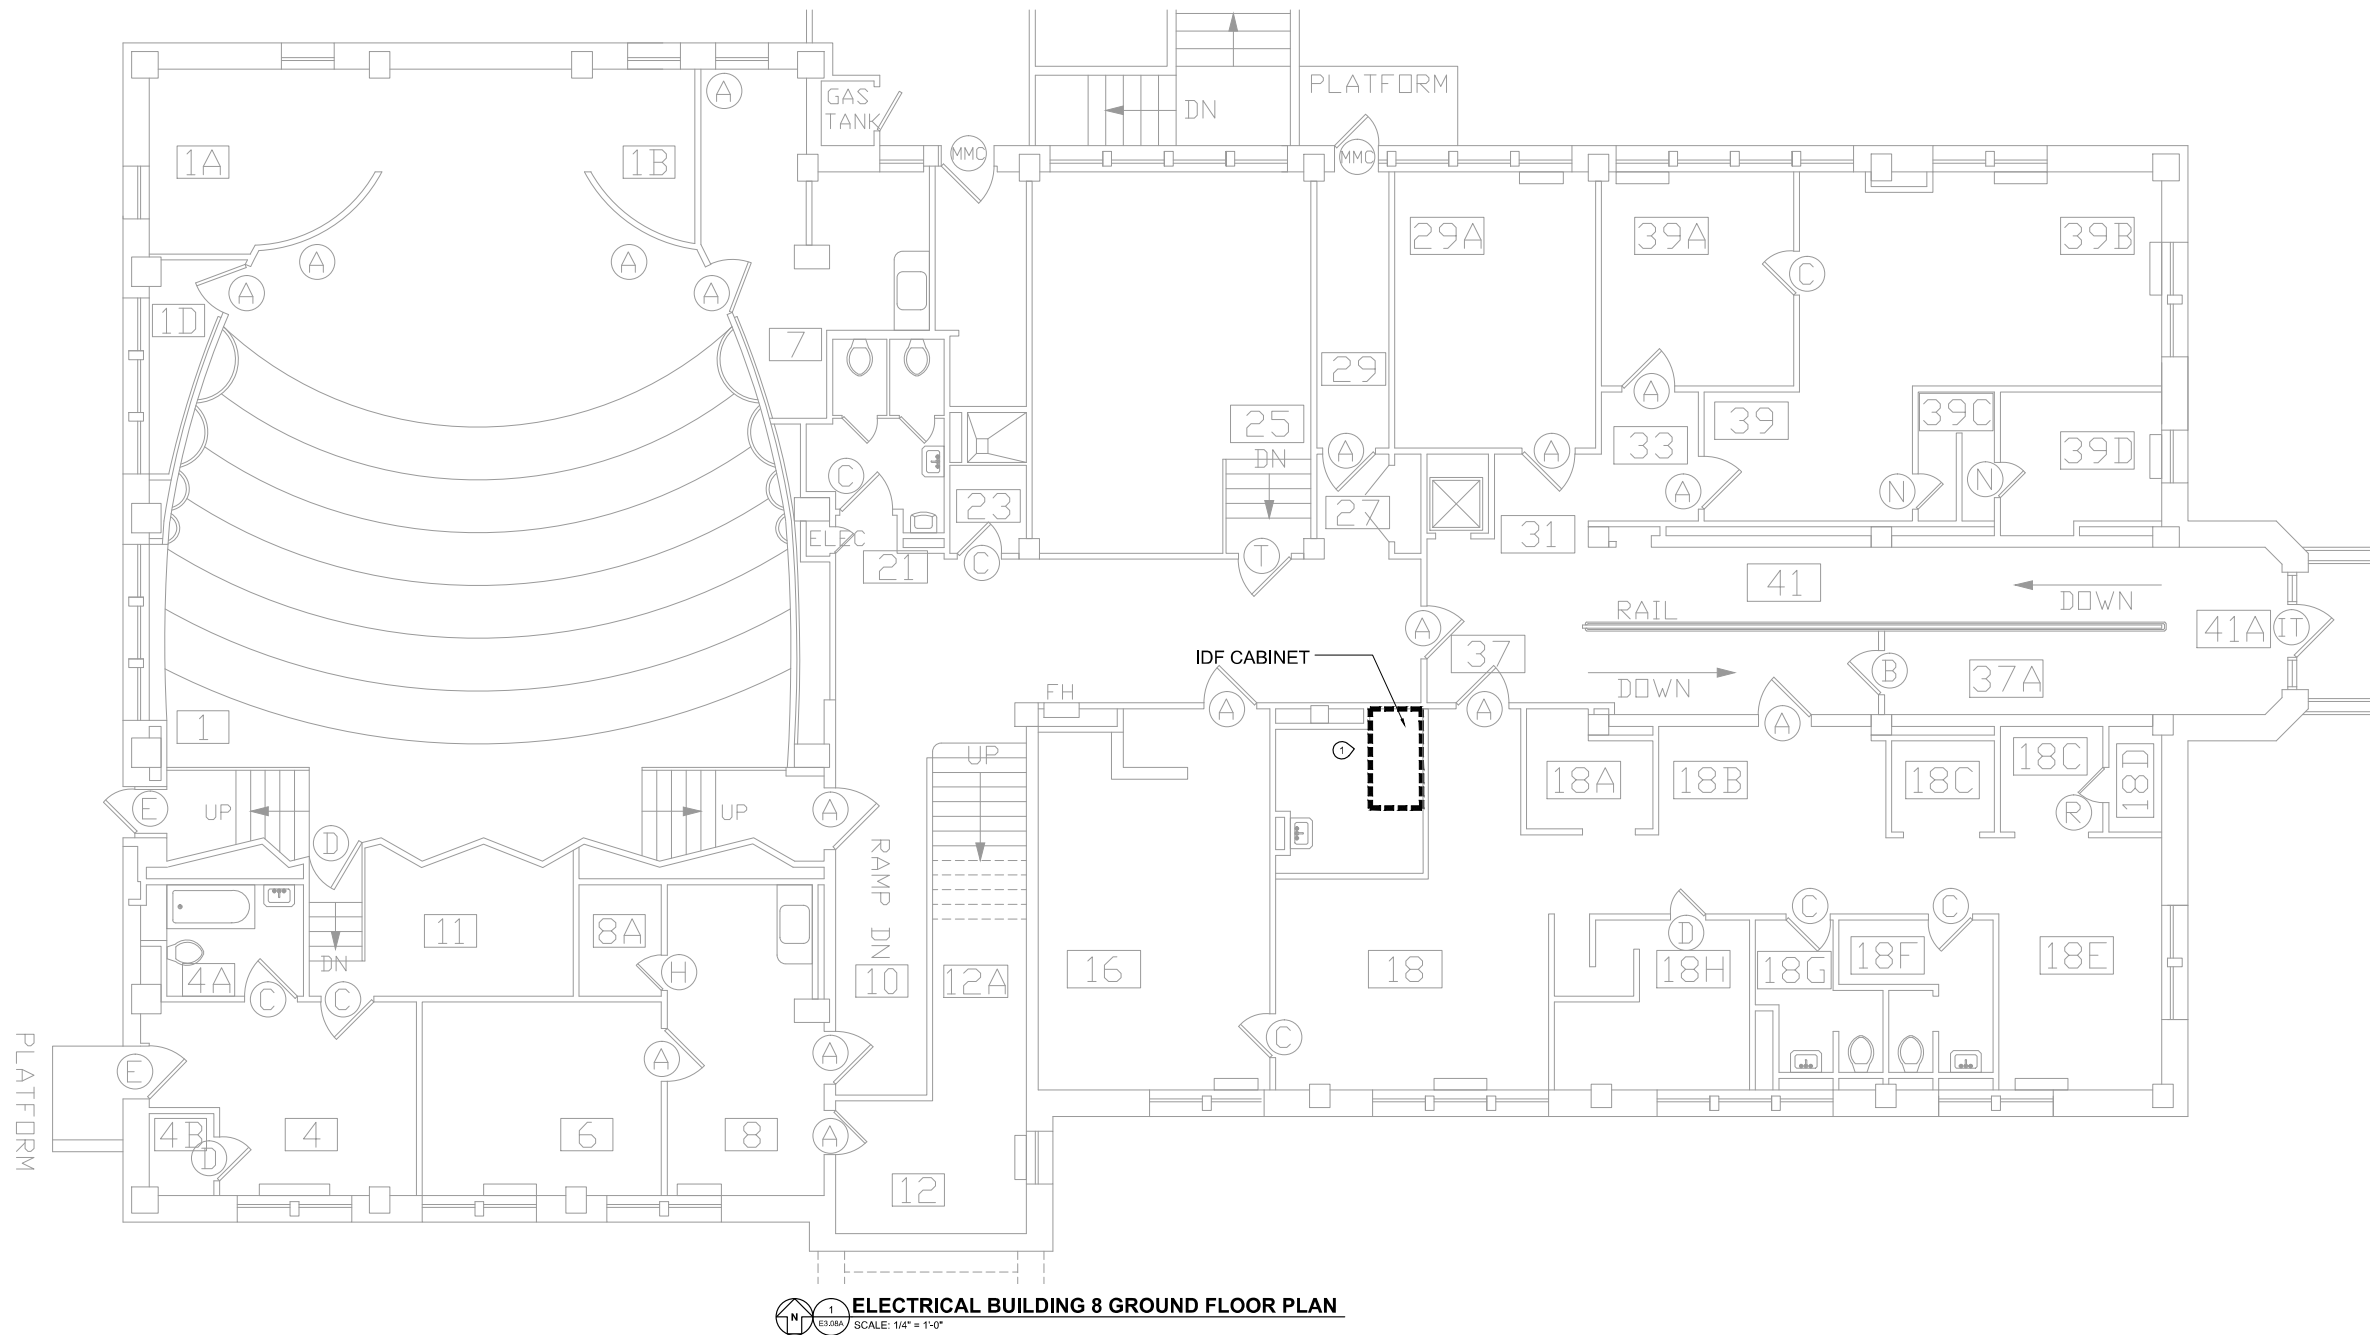 PLATFORM
GAS
TANK
DN
A
1A
1B
MMC
MMC
29A
39A
39B
A
A
C
A
A
1D
7
29
A
39C
25
39
DN
33
39D
A
A
C
A
N
N
23
27
31
ELEC
21
C
T
41
DOWN
RAIL
41A
IT
A
37
IDF CABINET
B
37A
DOWN
FH
A
A
A
1
UP
1
18A
18B
18C
18C
18D
E
UP
UP
A
R
D
RAMP DN
11
8A
C
C
D
DN
H
4A
10
12A
16
18
18H
18G
18F
18E
C
C
C
PLATFORM
E
A
A
4B
4
6
8
A
D
12
N
1
E3.08A
ELECTRICAL BUILDING 8 GROUND FLOOR PLAN
SCALE: 1/4" = 1'-0"